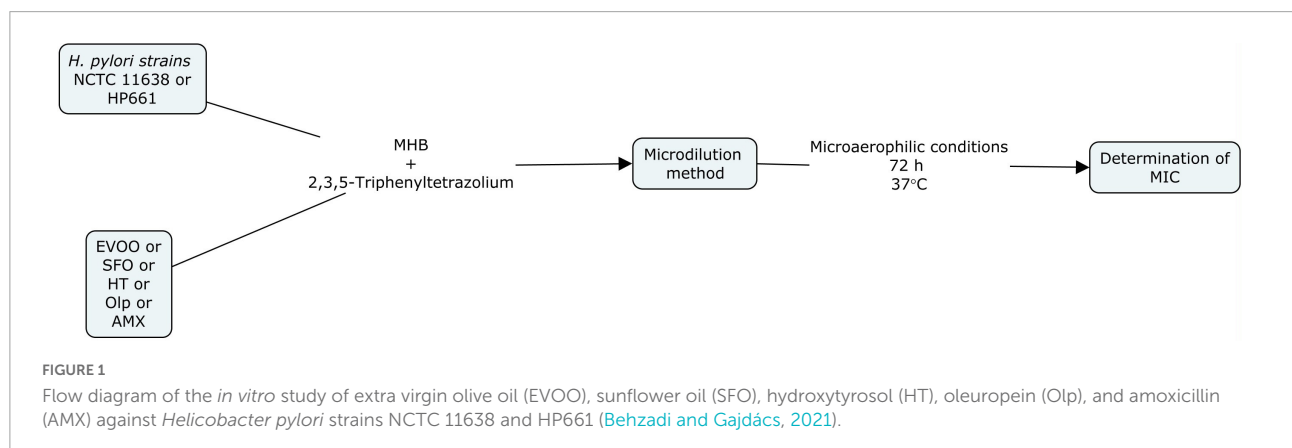 H. pylori strains
NCTC 11638 or
HP661
MHB
+
2,3,5-Triphenyltetrazolium
Microdilution
method
Microaerophilic conditions
72 h
37°C
Determination of
MIC
EVOO or
SFO or
HT or
Olp or
AMX
FIGURE 1
Flow diagram of the in vitro study of extra virgin olive oil (EVOO), sunflower oil (SFO), hydroxytyrosol (HT), oleuropein (Olp), and amoxicillin
(AMX) against Helicobacter pylori strains NCTC 11638 and HP661 (Behzadi and Gajdács, 2021).